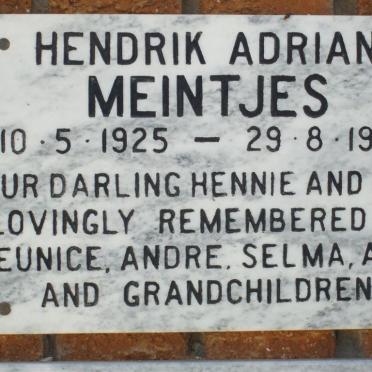 HENDRIK ADRIAN
MEINTJES
10·5·1925 — 29·8·19
UR DARLING HENNIE AND
LOVINGLY REMEMBERED
EUNICE, ANDRE, SELMA, A
AND GRANDCHILDREN